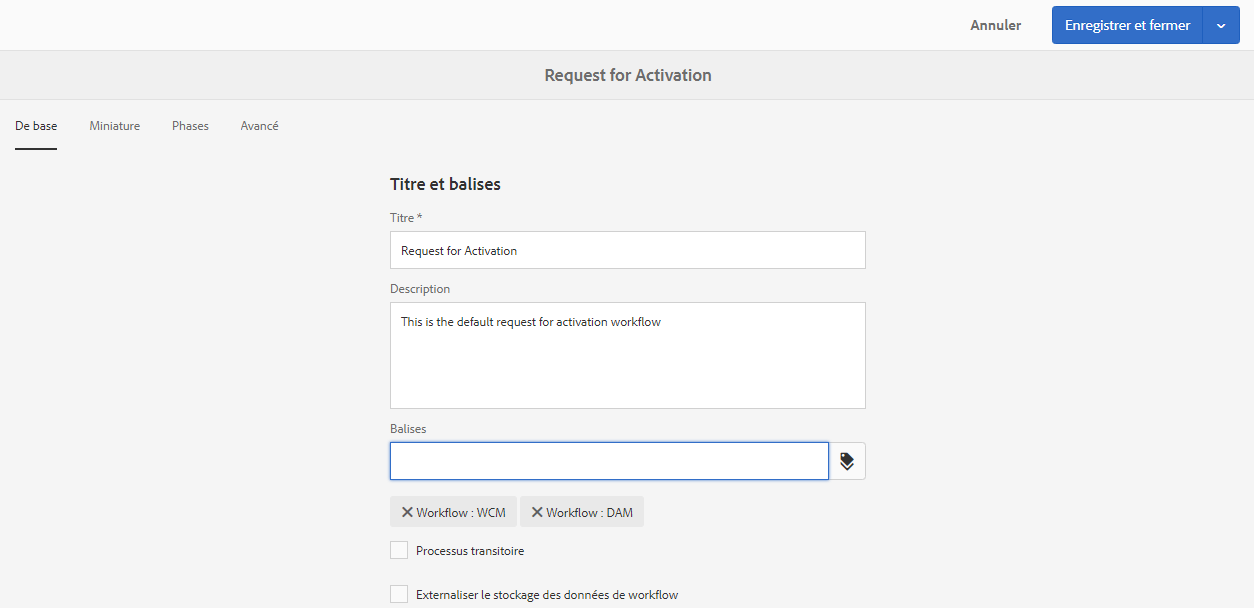 Annuler
Enregistrer et fermer
Request for Activation
De base
Miniature
Phases
Avancé
Titre et balises
Titre *
Request for Activation
Description
This is the default request for activation workflow
Balises
Workflow : WCM
Workflow : DAM
Processus transitoire
Externaliser le stockage des données de workflow